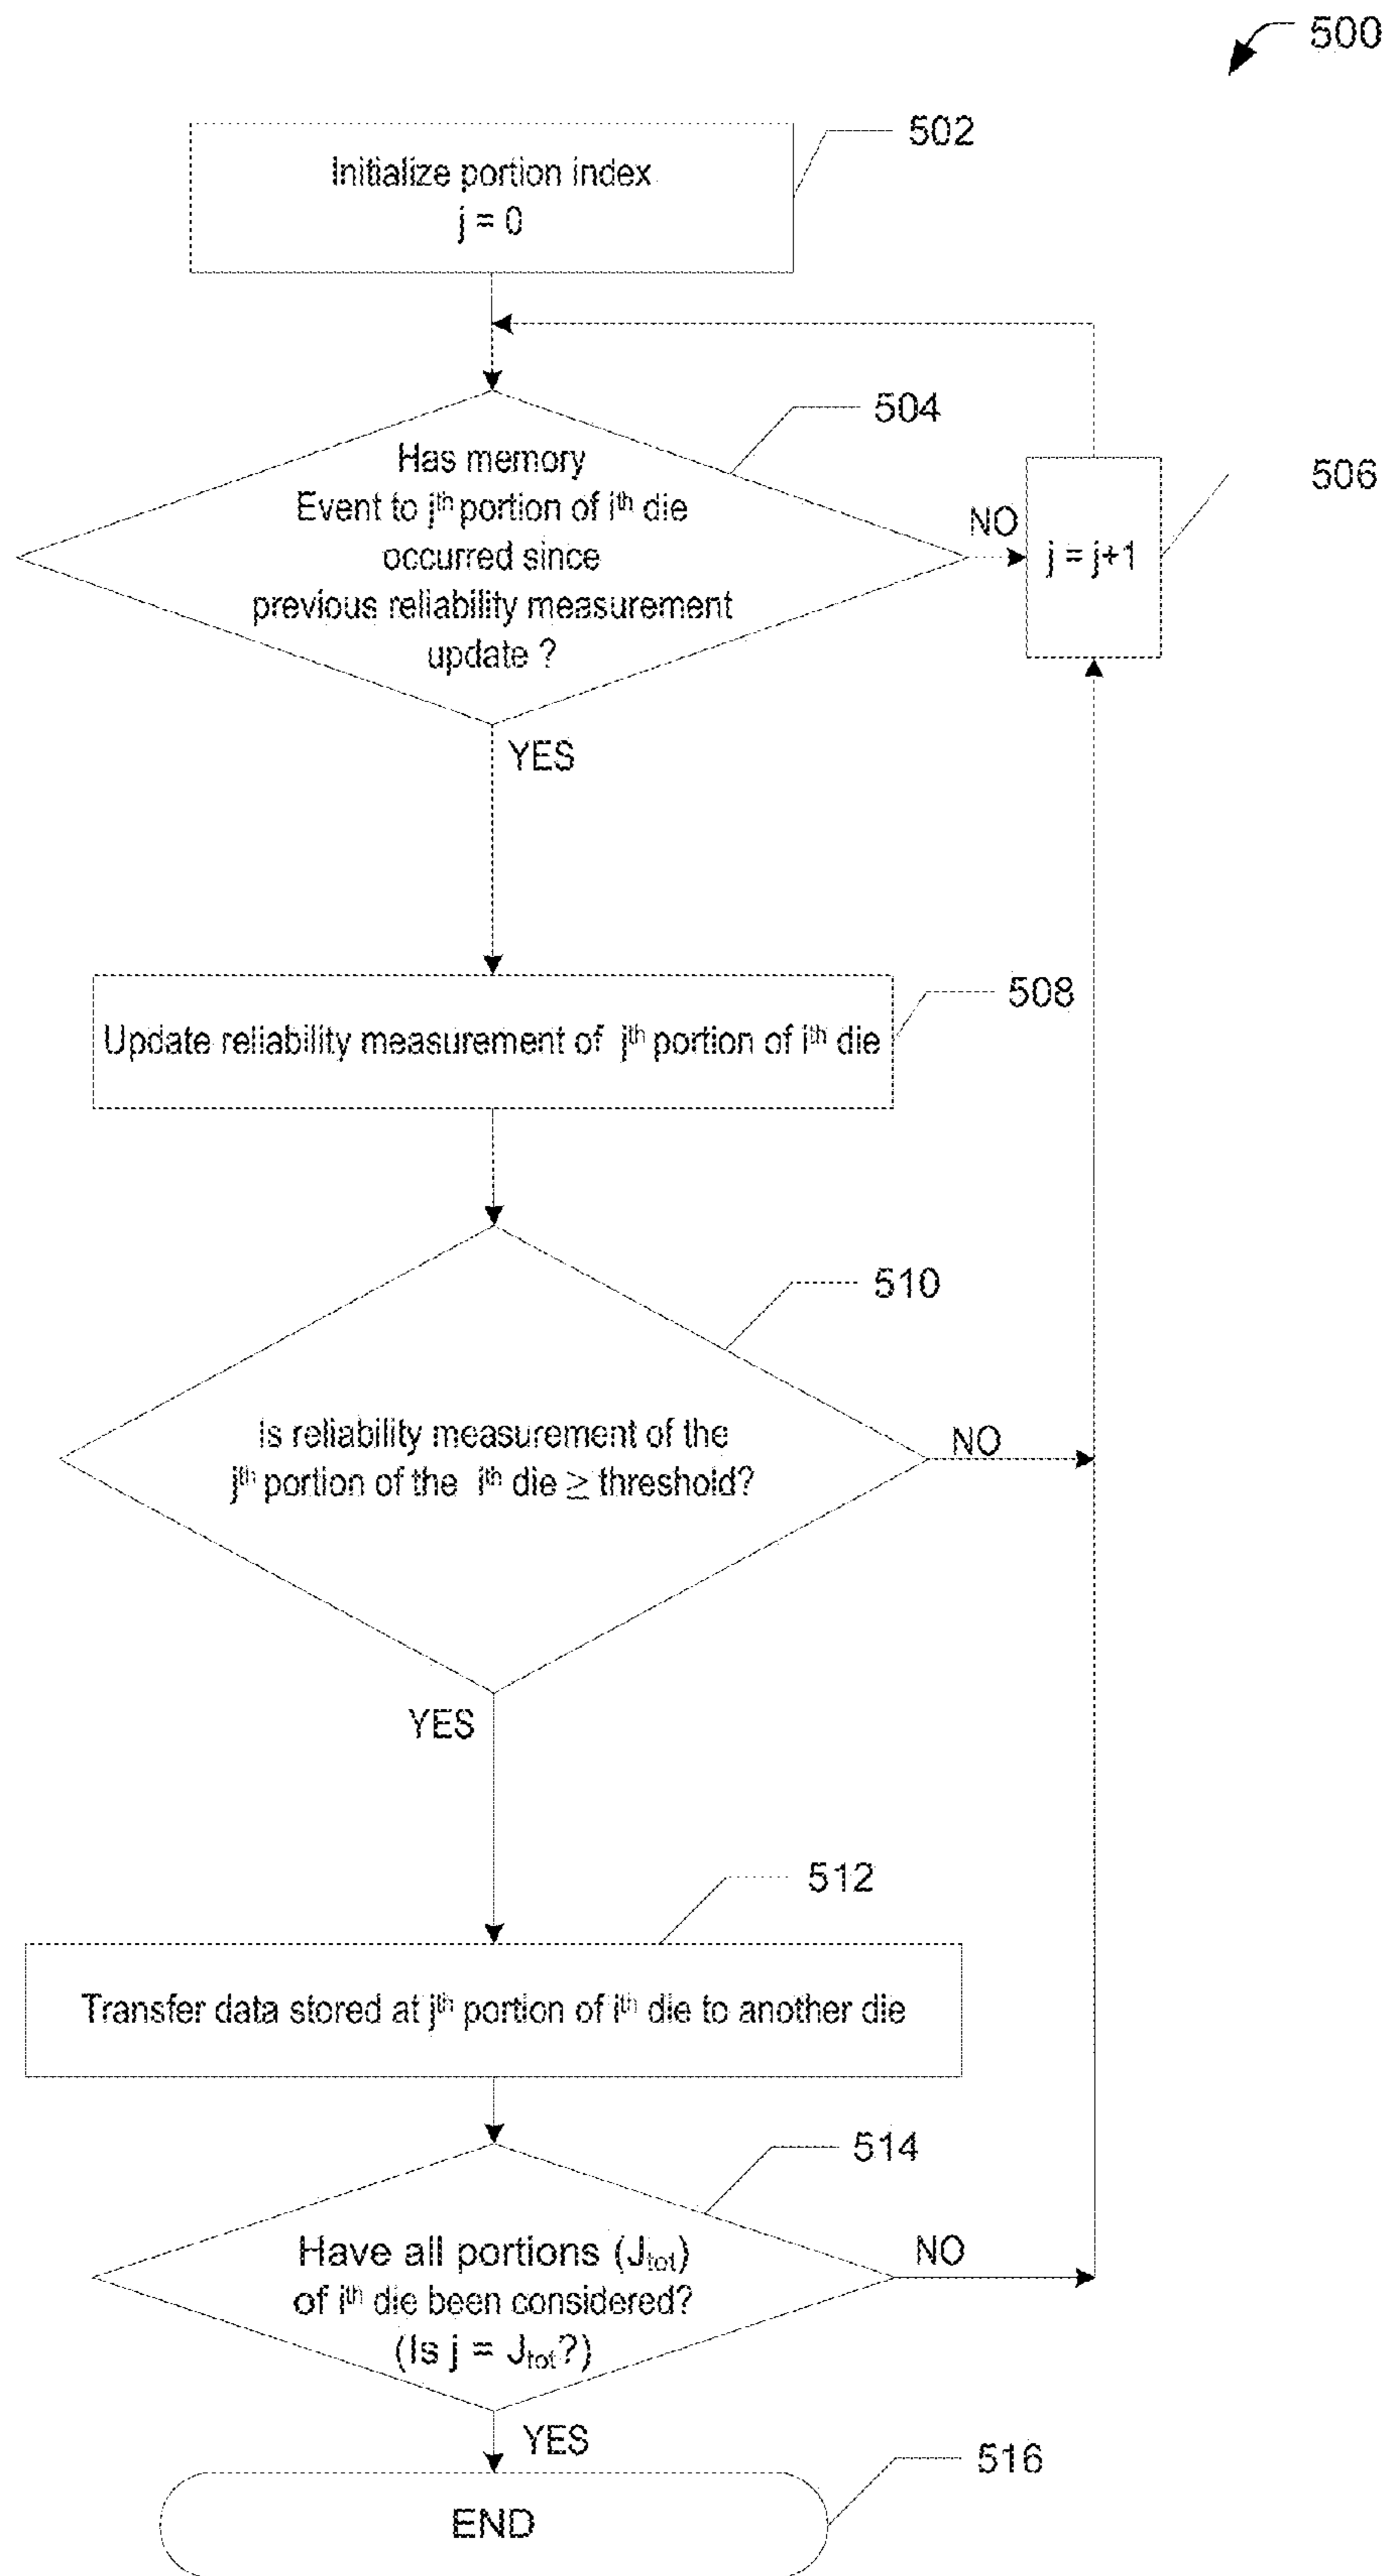 500
502
Initialize portion index
j = 0
504
Has memory
Event to jth portion of ith die
occurred since
previous reliability measurement
update ?
NO
506
j = j+1
YES
508
Update reliability measurement of jth portion of ith die
510
Is reliability measurement of the
jth portion of the ith die ≥ threshold?
NO
YES
512
Transfer data stored at jth portion of ith die to another die
514
Have all portions (Jtot)
of ith die been considered?
(Is j = Jtot?)
NO
YES
516
END